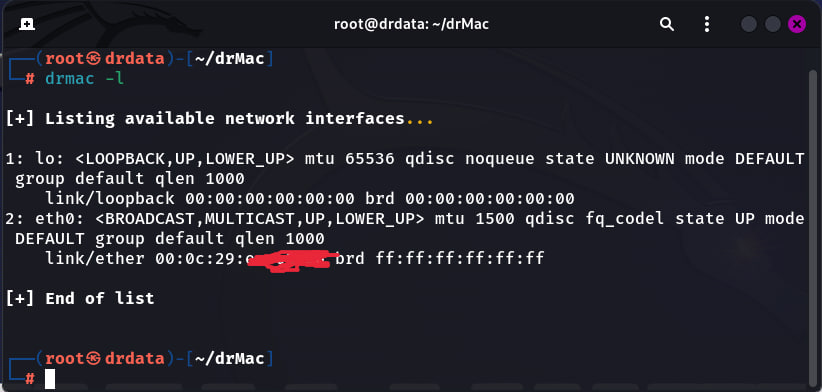 root@drdata: ~/drMac
┌──(root㉿drdata)-[~/drMac]
└─# drmac -l
[+] Listing available network interfaces...
1: lo: <LOOPBACK,UP,LOWER_UP> mtu 65536 qdisc noqueue state UNKNOWN mode DEFAULT
group default qlen 1000
link/loopback 00:00:00:00:00:00 brd 00:00:00:00:00:00
2: eth0: <BROADCAST,MULTICAST,UP,LOWER_UP> mtu 1500 qdisc fq_codel state UP mode
DEFAULT group default qlen 1000
link/ether 00:0c:29: brd ff:ff:ff:ff:ff:ff
[+] End of list
┌──(root㉿drdata)-[~/drMac]
└─#